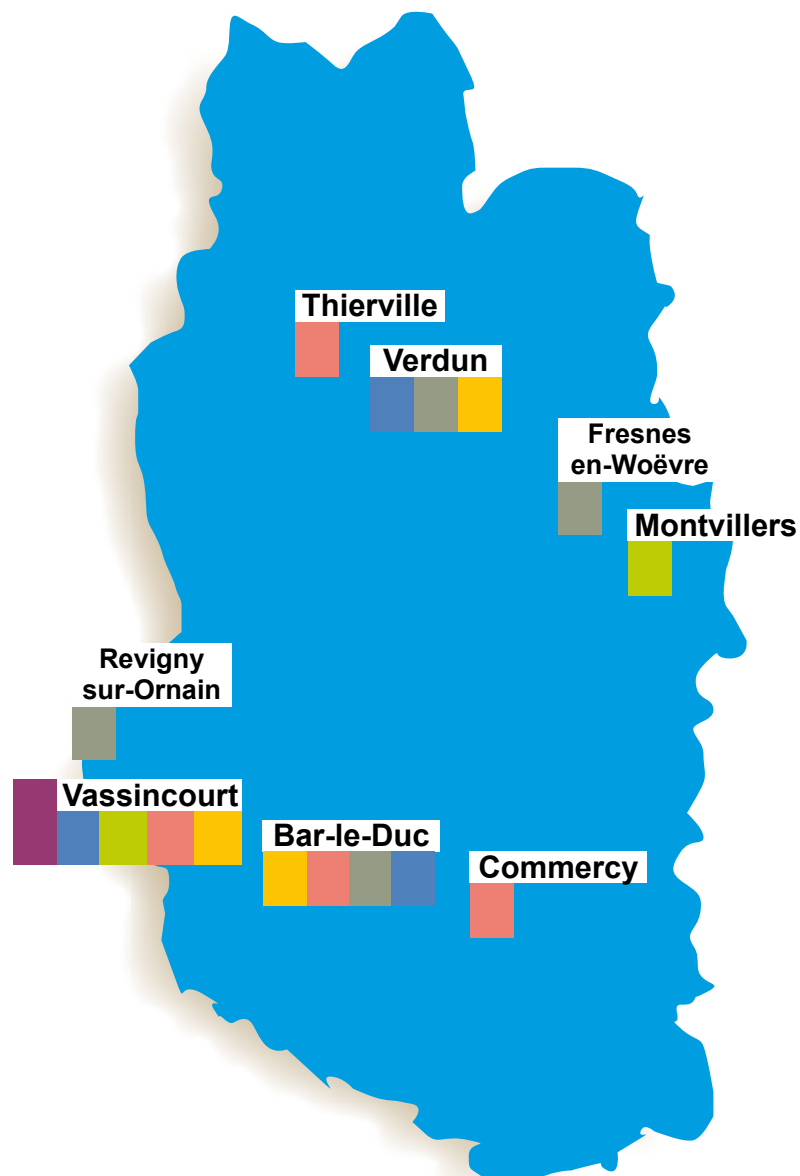 Thierville
Verdun
Fresnes
en-Woëvre
Montvillers
Revigny
sur-Ornain
Vassincourt
Bar-le-Duc
Commercy